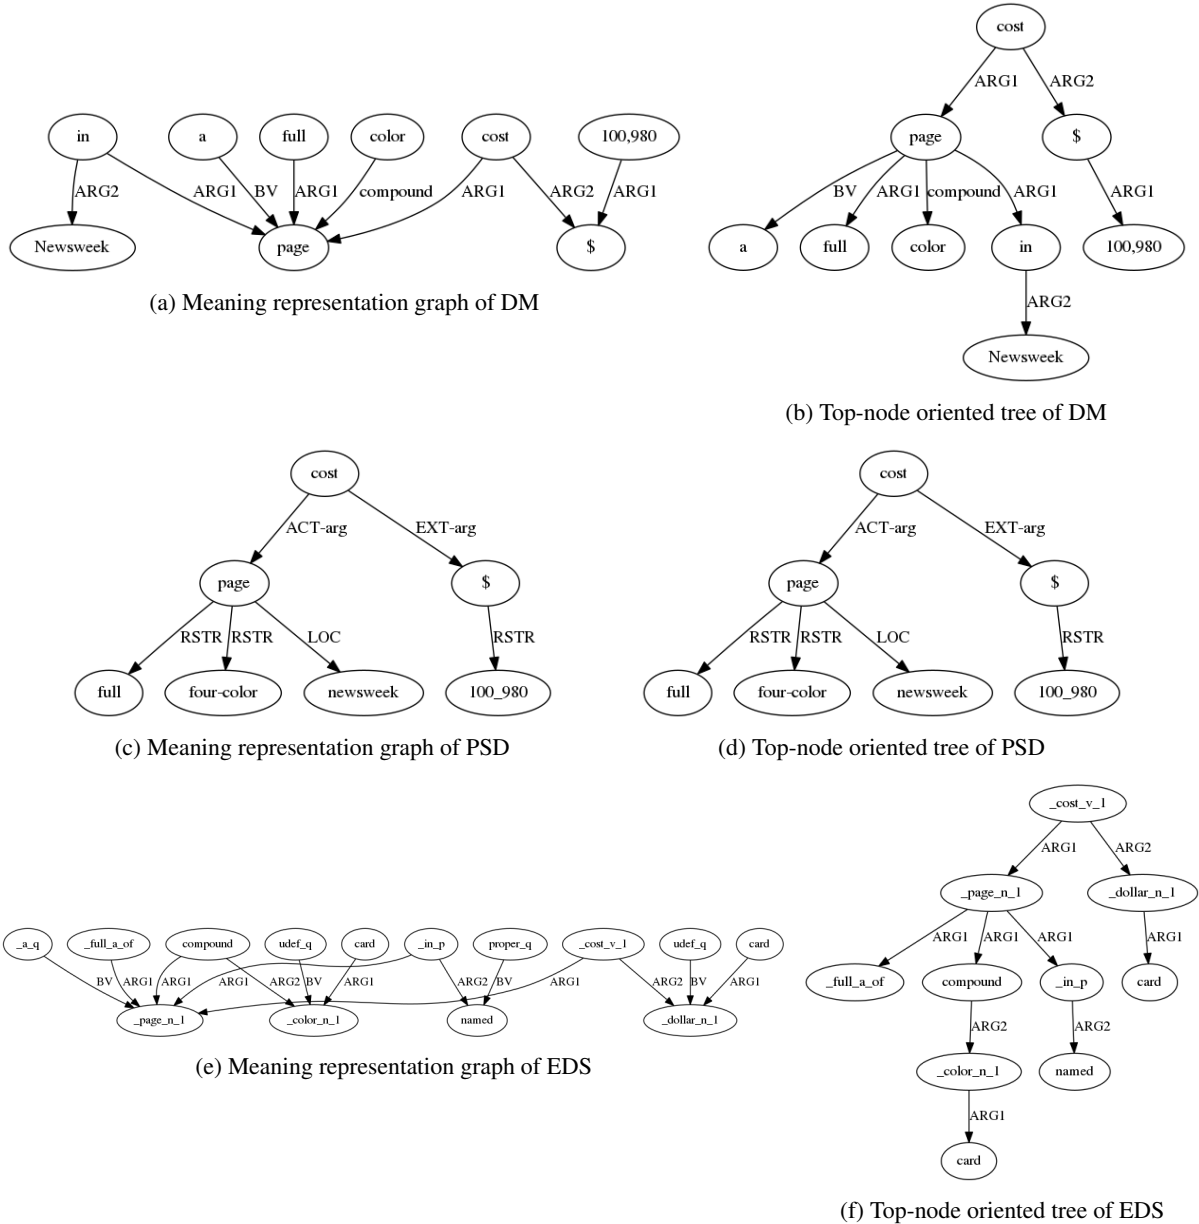 in
a
full
color
cost
100,980
ARG2
ARG1
BV
ARG1
compound
ARG1
ARG2
ARG1
Newsweek
page
$
(a) Meaning representation graph of DM
cost
ARG1
ARG2
page
$
BV
ARG1
compound
ARG1
ARG1
a
full
color
in
100,980
ARG2
Newsweek
(b) Top-node oriented tree of DM
cost
ACT-arg
EXT-arg
page
$
RSTR
RSTR
LOC
RSTR
full
four-color
newsweek
100_980
(c) Meaning representation graph of PSD
cost
ACT-arg
EXT-arg
page
$
RSTR
RSTR
LOC
RSTR
full
four-color
newsweek
100_980
(d) Top-node oriented tree of PSD
_a_q
_full_a_of
compound
udef_q
card
_in_p
proper_q
_cost_v_1
udef_q
card
BV
ARG1
ARG1
ARG1
ARG2
BV
ARG1
ARG2
BV
ARG1
ARG2
BV
ARG1
_page_n_1
_color_n_1
named
_dollar_n_1
(e) Meaning representation graph of EDS
_cost_v_1
ARG1
ARG2
_page_n_1
_dollar_n_1
ARG1
ARG1
ARG1
ARG1
_full_a_of
compound
_in_p
card
ARG2
ARG2
_color_n_1
named
ARG1
card
(f) Top-node oriented tree of EDS